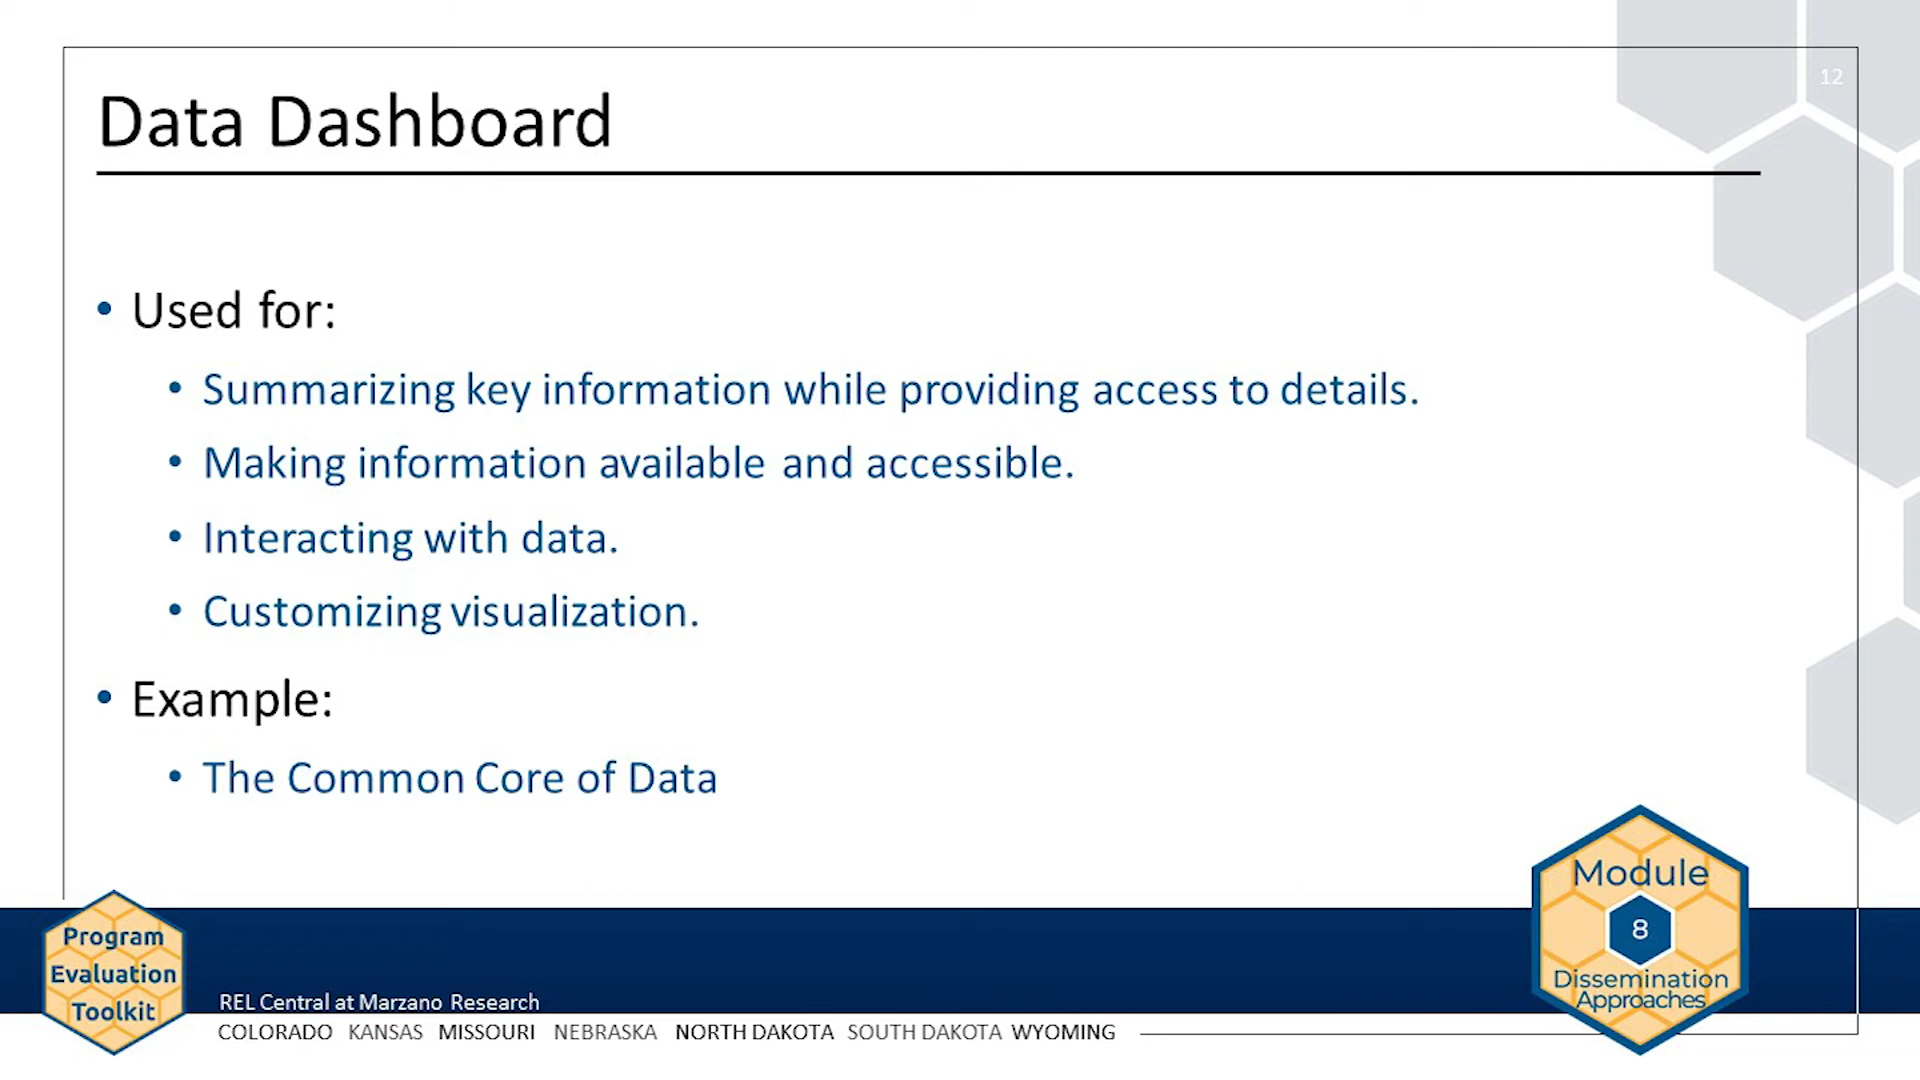 12
Data Dashboard
• Used for:
• Summarizing key information while providing access to details.
• Making information available and accessible.
• Interacting with data.
• Customizing visualization.
• Example:
• The Common Core of Data
Program
Evaluation
Toolkit
REL Central at Marzano Research
COLORADO KANSAS MISSOURI NEBRASKA NORTH DAKOTA SOUTH DAKOTA WYOMING
Module
8
Dissemination
Approaches